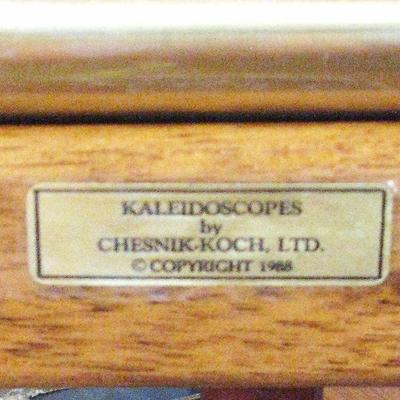 KALEIDOSCOPES
by
CHESNIK-KOCH, LTD.
© COPYRIGHT 1988